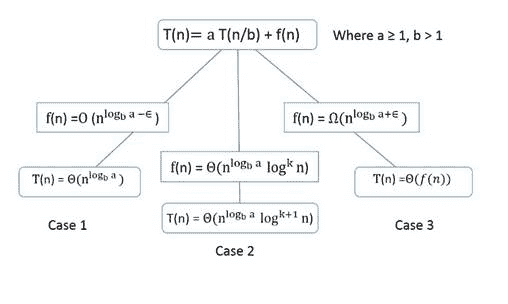 T(n)= a T(n/b) + f(n) Where a ≥ 1, b > 1
f(n) =O (n^(log_b a −∈))
f(n) = Ω(n^(log_b a+∈))
f(n) = Θ(n^(log_b a) log^k n)
T(n) = Θ(n^(log_b a))
T(n) =Θ(f(n))
T(n) = Θ(n^(log_b a) log^(k+1) n)
Case 1
Case 3
Case 2